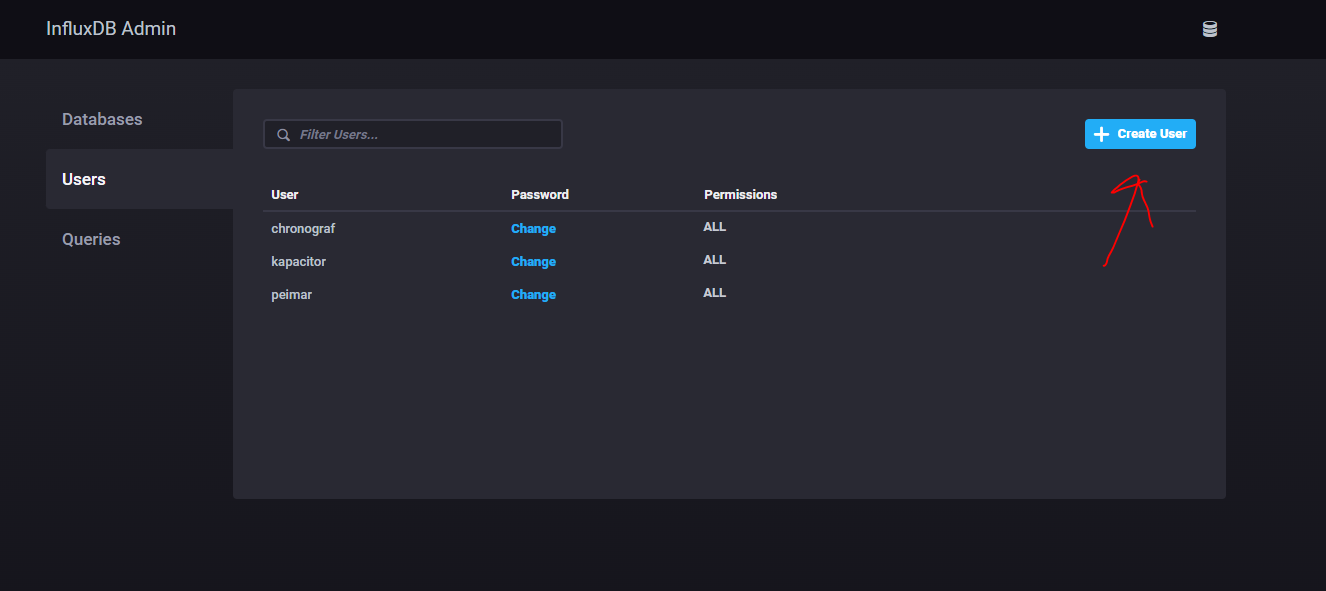 InfluxDB Admin
Databases
Users
Queries
Filter Users...
Create User
User Password Permissions
chronograf Change ALL
kapacitor Change ALL
peimar Change ALL